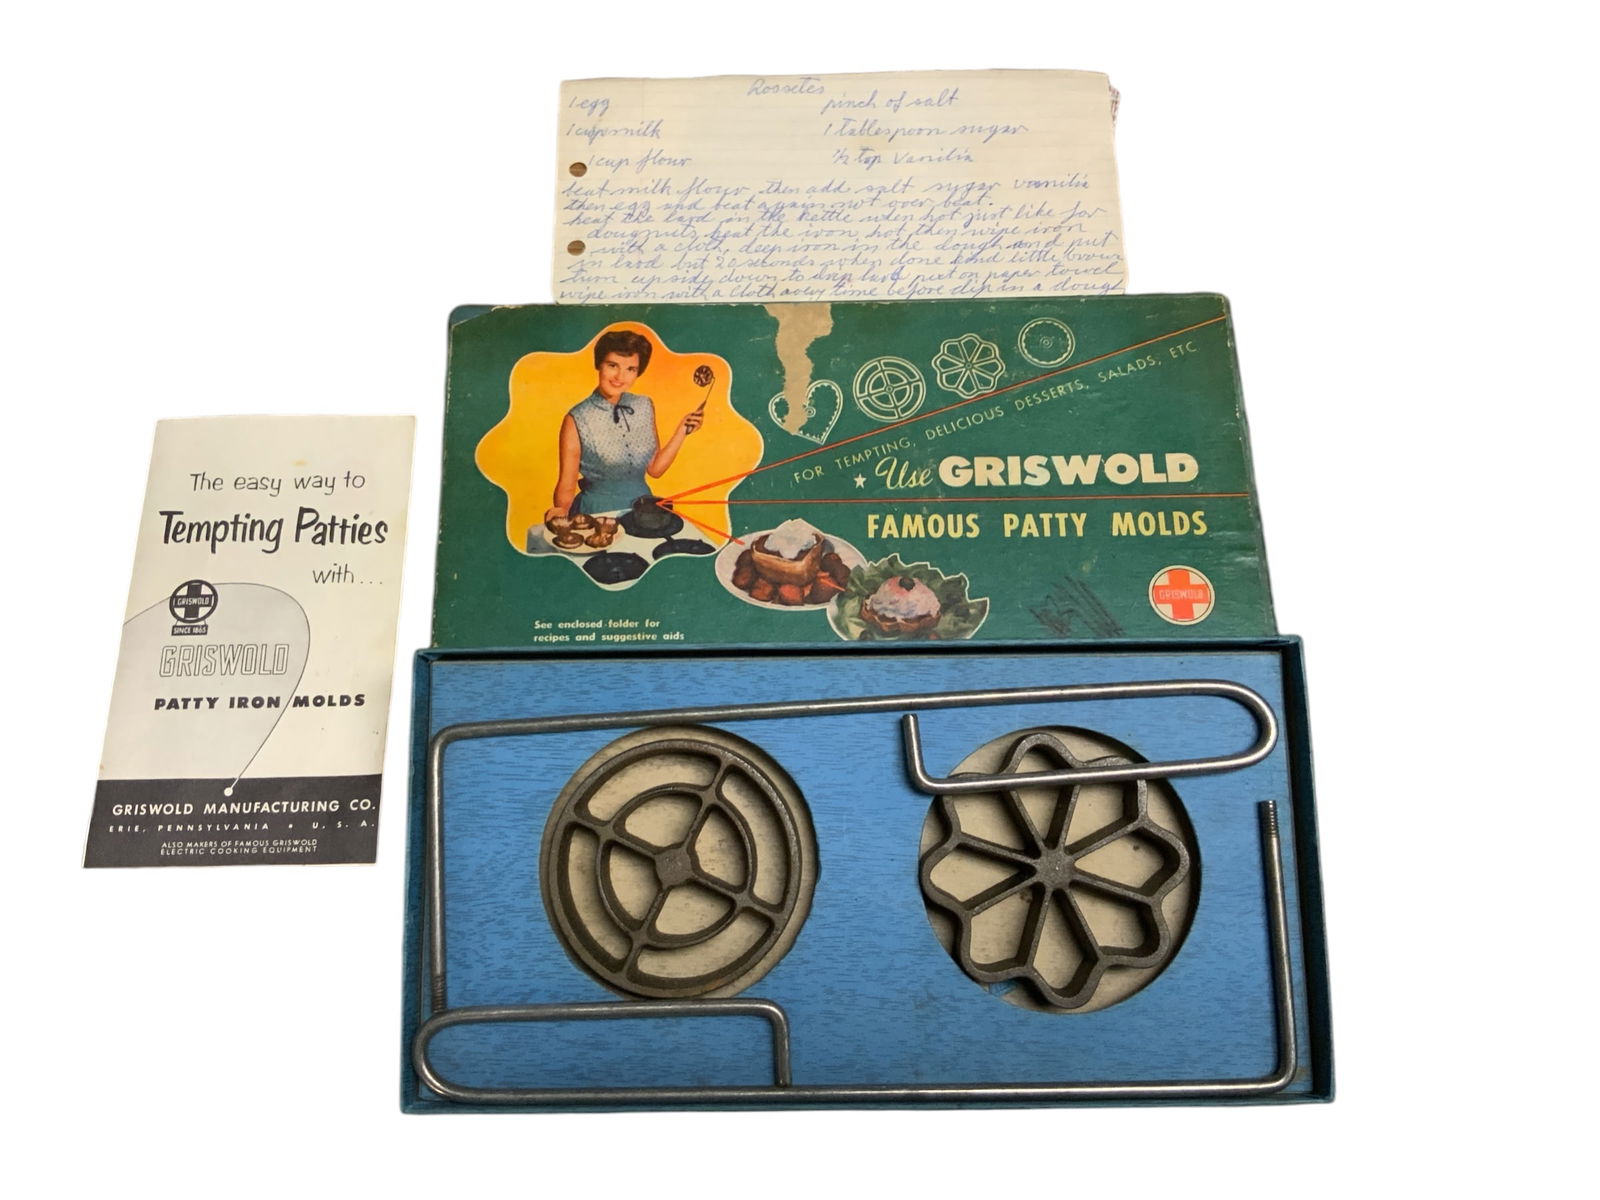 Rossetes
1 egg pinch of salt
1 cup milk 1 tablespoon sugar
1 cup flour 1/2 tsp Vanilia
beat milk flour then add salt sugar vanilia
then egg and beat again not over beat.
heat the lard in the kettle when hot just like for
dougnuts heat the iron hot then wipe iron
with a cloth, deep iron in the dough and put
in lard but 20 seconds when done kind little brown
turn upside down to drip lard put on paper towel
wipe iron with a cloth avery time before dip in a dough
FOR TEMPTING, DELICIOUS DESSERTS, SALADS, ETC
★ Use GRISWOLD
FAMOUS PATTY MOLDS
GRISWOLD
See enclosed folder for
recipes and suggestive aids
The easy way to
Tempting Patties
with...
GRISWOLD
SINCE 1865
GRISWOLD
PATTY IRON MOLDS
GRISWOLD MANUFACTURING CO.
ERIE, PENNSYLVANIA • U. S. A.
ALSO MAKERS OF FAMOUS GRISWOLD
ELECTRIC COOKING EQUIPMENT